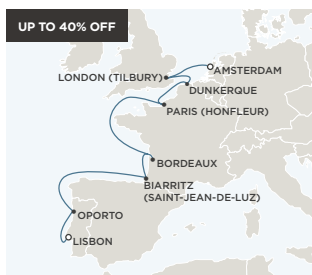 UP TO 40% OFF
AMSTERDAM
LONDON (TILBURY)
DUNKERQUE
PARIS (HONFLEUR)
BORDEAUX
BIARRITZ
(SAINT-JEAN-DE-LUZ)
OPORTO
LISBON